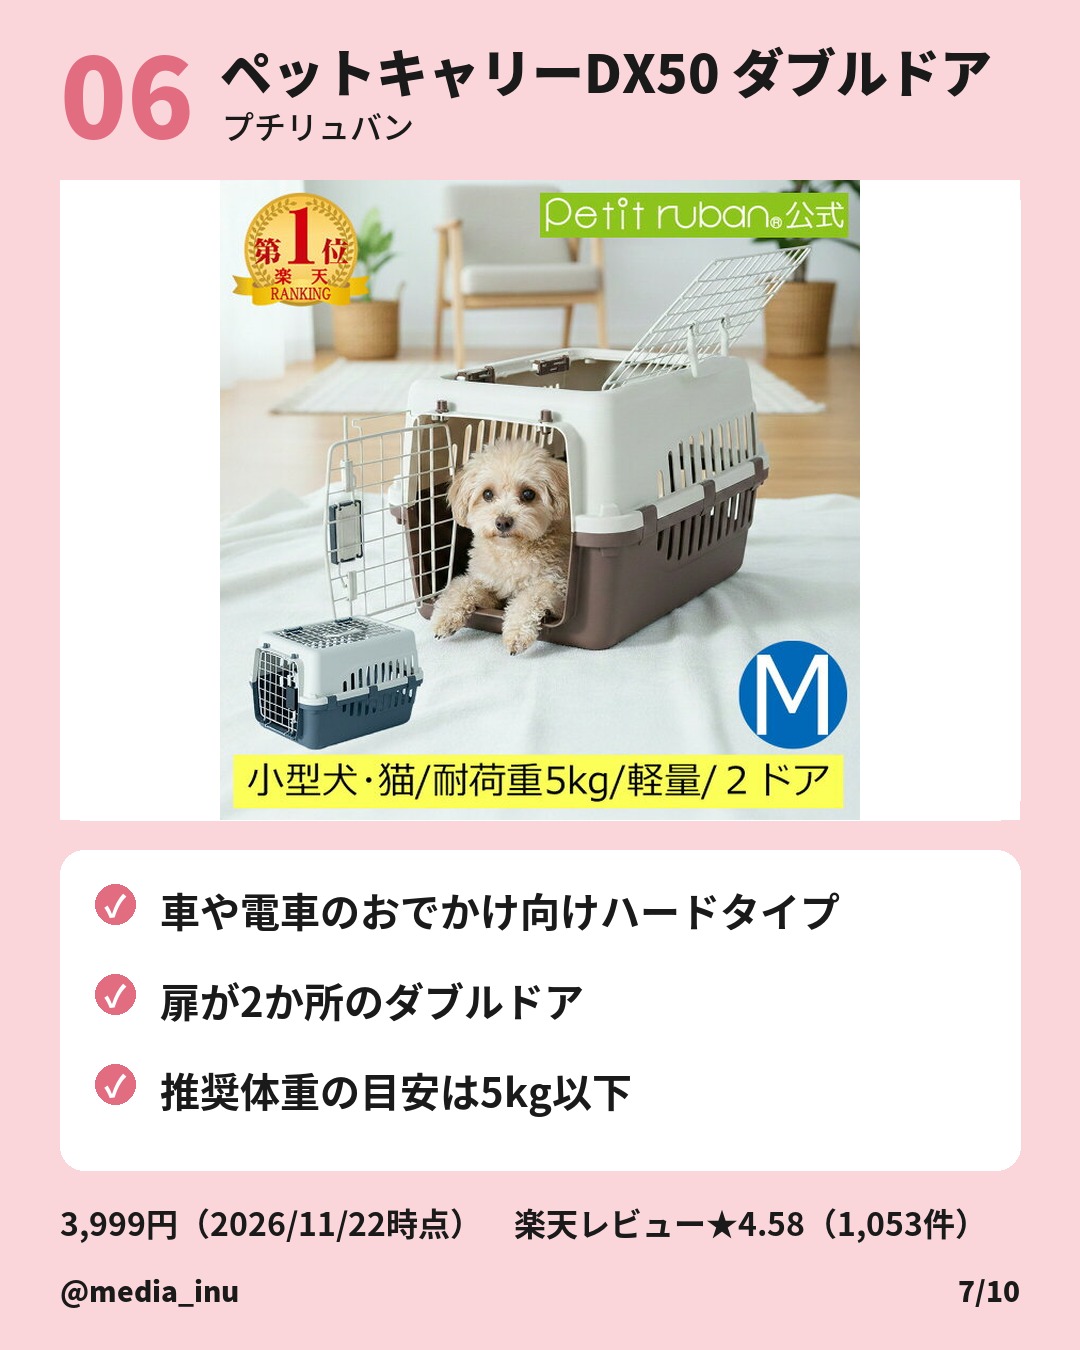 06
ペットキャリーDX50 ダブルドア
プチリュバン
第1位
楽天
RANKING
Petit ruban®公式
M
小型犬・猫/耐荷重5kg/軽量/2ドア
車や電車のおでかけ向けハードタイプ
扉が2か所のダブルドア
推奨体重の目安は5kg以下
3,999円（2026/11/22時点） 楽天レビュー★4.58（1,053件）
@media_inu
7/10